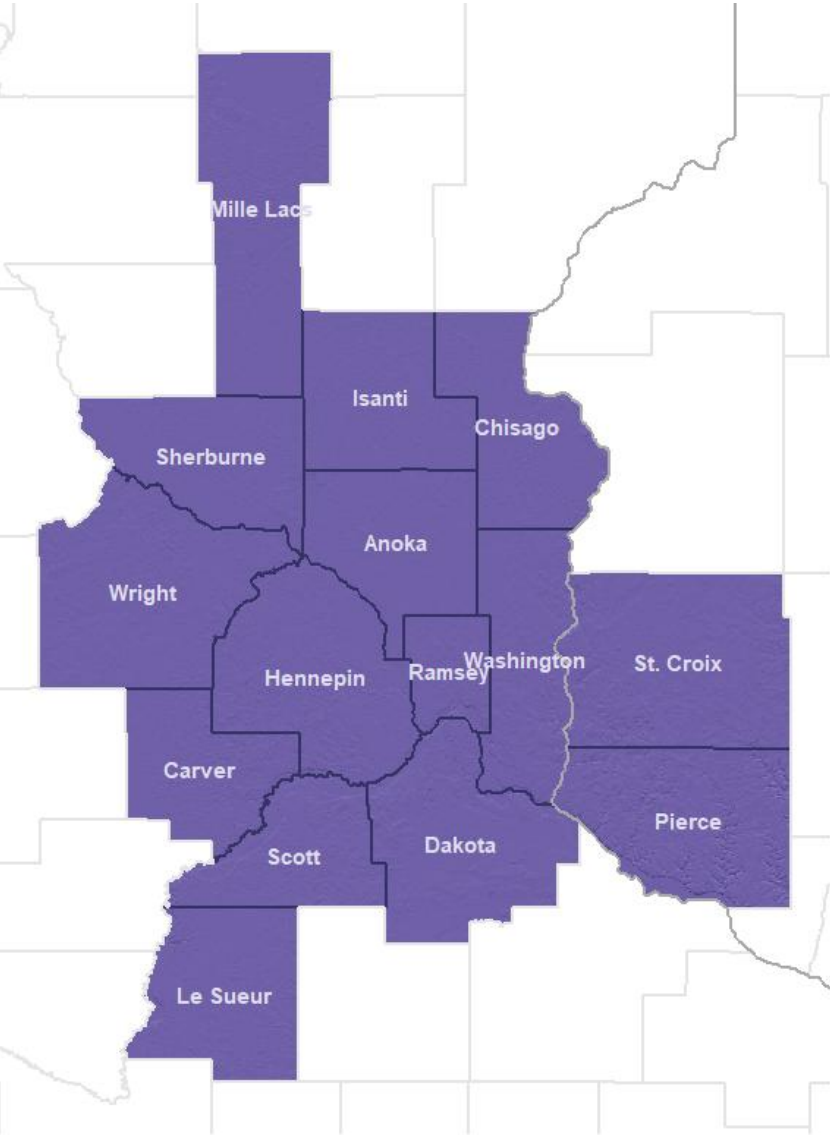 Mille Lacs
Isanti
Chisago
Sherburne
Anoka
Wright
Washington
St. Croix
Ramsey
Hennepin
Carver
Pierce
Dakota
Scott
Le Sueur